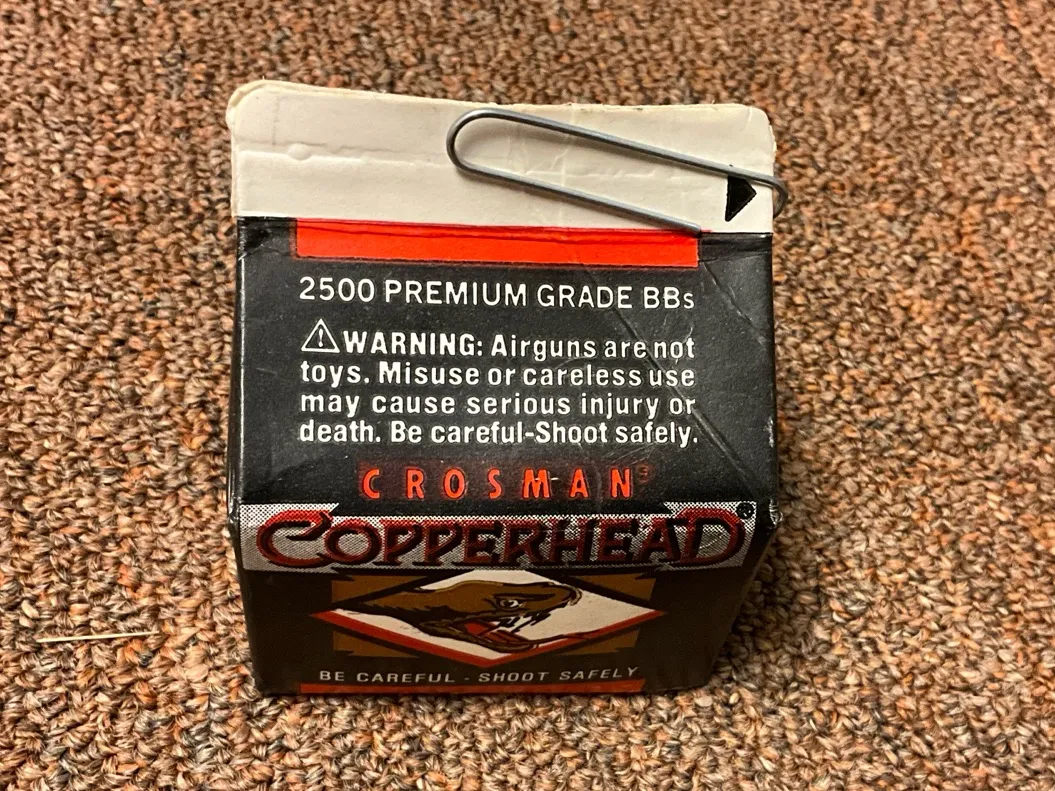 2500 PREMIUM GRADE BBs
⚠WARNING: Airguns are not
toys. Misuse or careless use
may cause serious injury or
death. Be careful-Shoot safely.
CROSMAN®
COPPERHEAD®
BE CAREFUL - SHOOT SAFELY